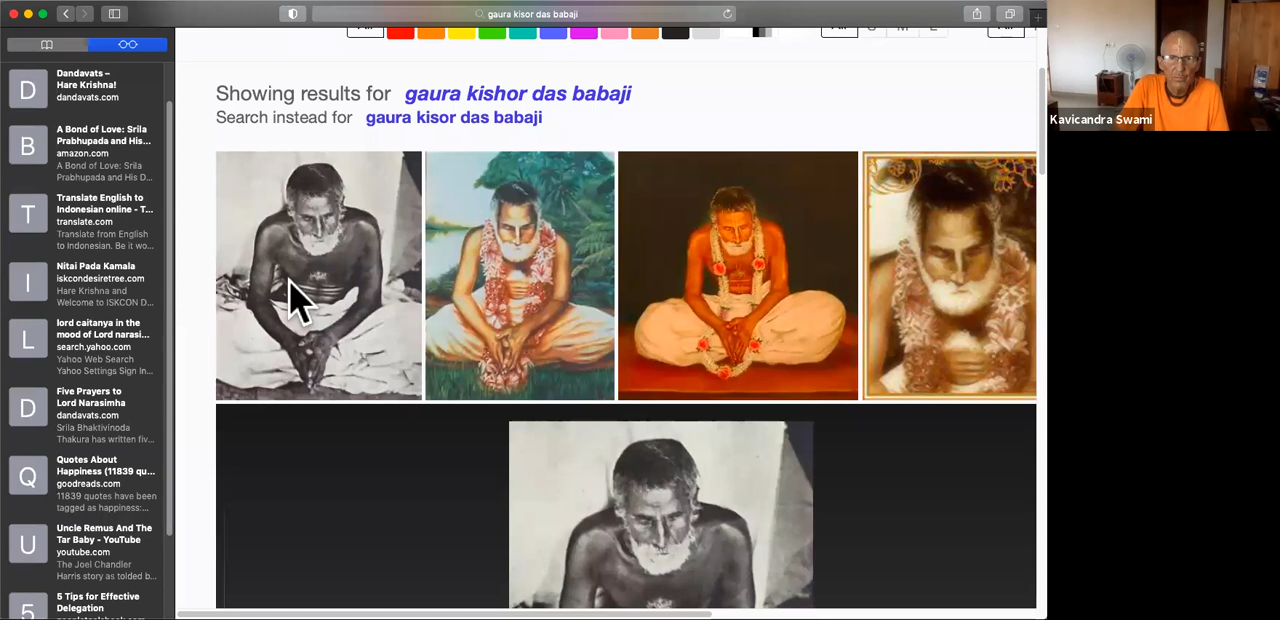 gaura kisor das babaji
Dandavats –
Hare Krishna!
dandavats.com
D
A Bond of Love: Srila
Prabhupada and His...
amazon.com
A Bond of Love: Srila
Prabhupada and His D...
B
Translate English to
Indonesian online - T...
translate.com
Translate from English
to Indonesian. Be it wo...
T
Nitai Pada Kamala
iskcondesiretree.com
Hare Krishna and
Welcome to ISKCON D...
I
lord caitanya in the
mood of Lord narasi...
search.yahoo.com
Yahoo Web Search
Yahoo Settings Sign In...
L
Five Prayers to
Lord Narasimha
dandavats.com
Srila Bhaktivinoda
Thakura has written fiv...
D
Quotes About
Happiness (11839 qu...
goodreads.com
11839 quotes have been
tagged as happiness:...
Q
Uncle Remus And The
Tar Baby - YouTube
youtube.com
The Joel Chandler
Harris story as tolded b...
U
5 Tips for Effective
Delegation
5
Showing results for gaura kishor das babaji
Search instead for gaura kisor das babaji
Kavicandra Swami